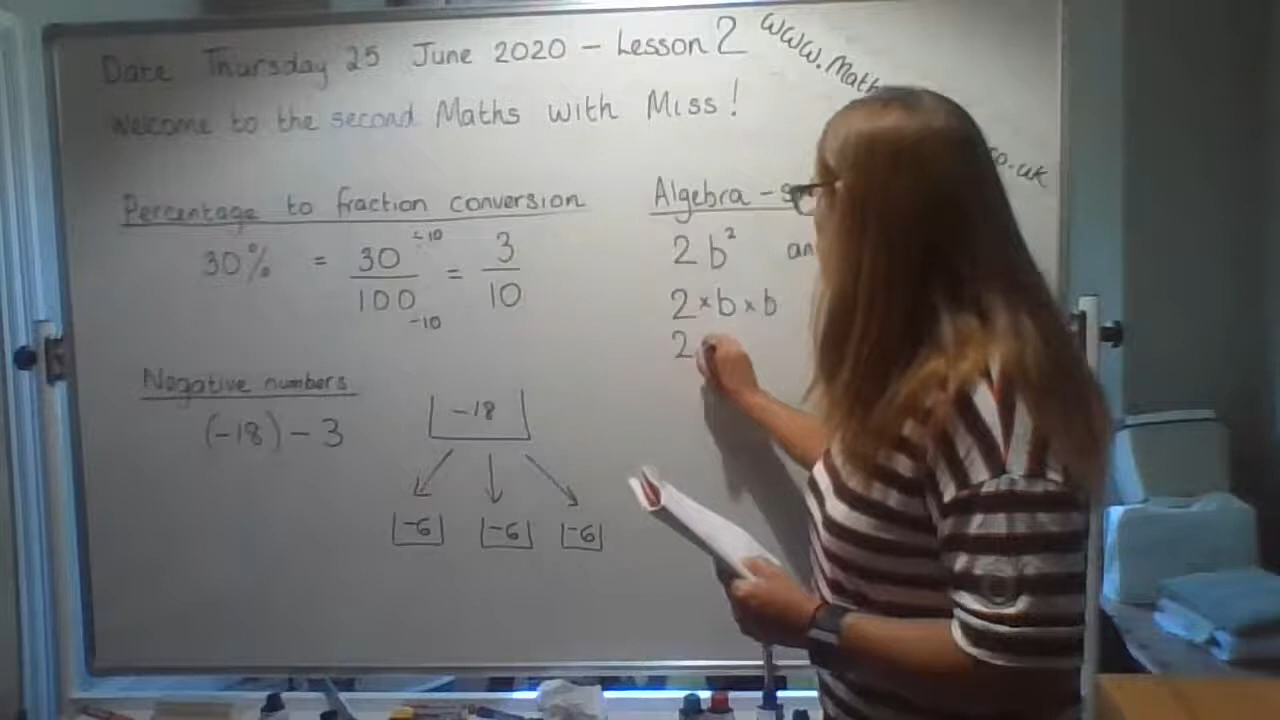 Date Thursday 25 June 2020 – Lesson 2
www.Math
co.uk
Welcome to the second Maths with Miss!
Percentage to fraction conversion
30% = 30/100 = 3/10
÷10
÷10
Negative numbers
(-18) – 3
-18
-6 -6 -6
Algebra –
2b² an
2 × b × b
2